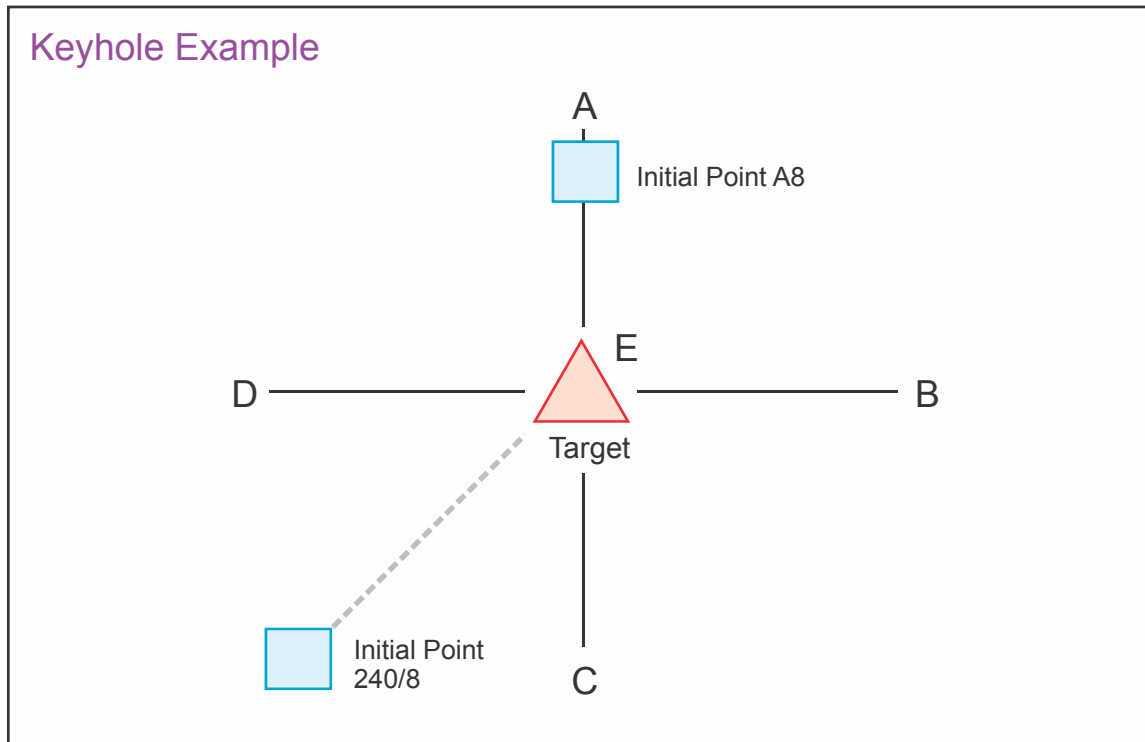 Keyhole Example
A
Initial Point A8
E
D
B
Target
Initial Point
240/8
C